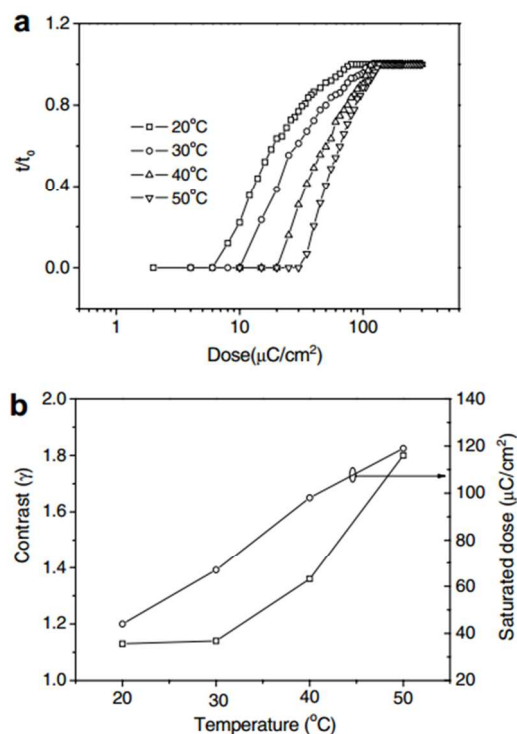 a
1.2
0.8
0.4
0.0
t/t₀
20°C
30°C
40°C
50°C
1
10
100
Dose(μC/cm²)
b
2.0
1.8
1.6
1.4
1.2
1.0
Contrast (γ)
140
120
100
80
60
40
20
Saturated dose (μC/cm²)
20
30
40
50
Temperature (°C)